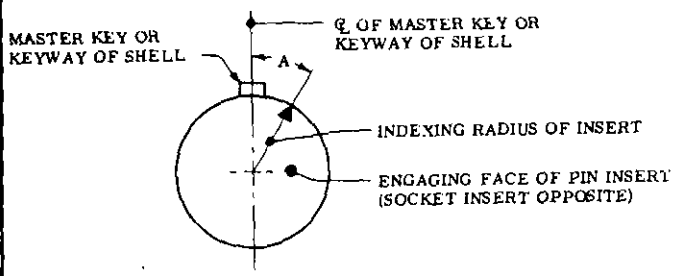 ℄ OF MASTER KEY OR
KEYWAY OF SHELL
MASTER KEY OR
KEYWAY OF SHELL
A
INDEXING RADIUS OF INSERT
ENGAGING FACE OF PIN INSERT
(SOCKET INSERT OPPOSITE)